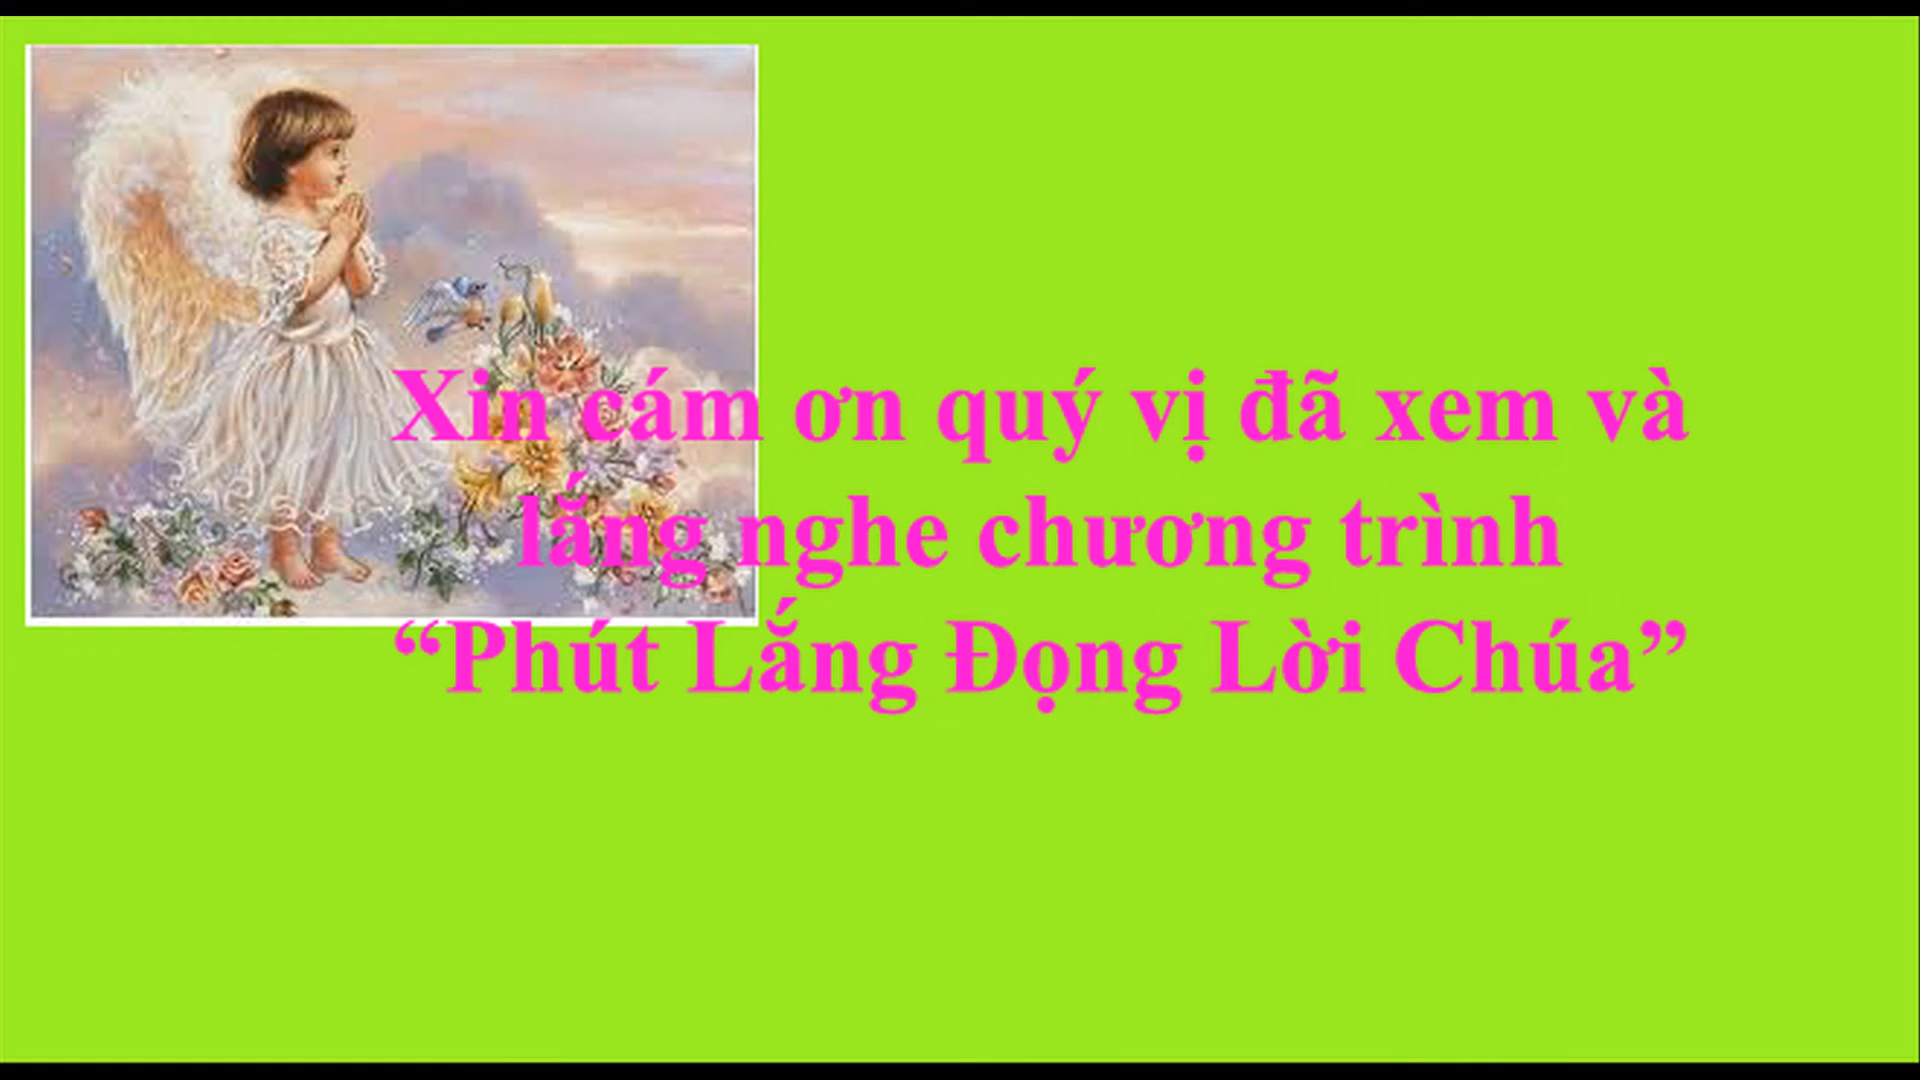 Xin cám ơn quý vị đã xem và
lắng nghe chương trình
“Phút Lắng Đọng Lời Chúa”